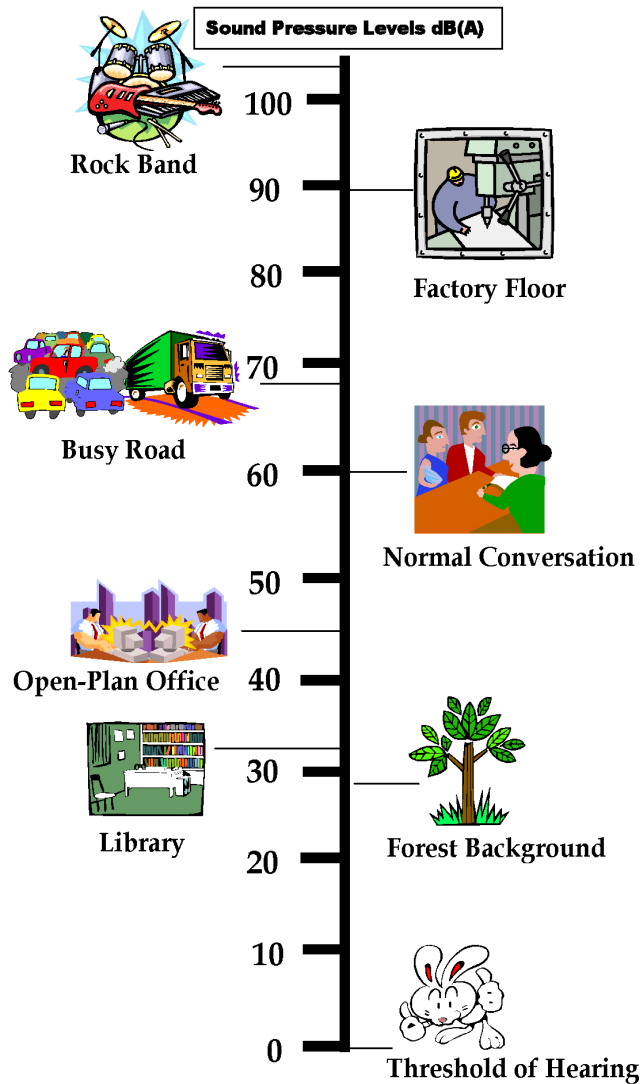 Sound Pressure Levels dB(A)
100
Rock Band
90
80
Factory Floor
70
Busy Road
60
Normal Conversation
50
Open-Plan Office
40
30
Library
Forest Background
20
10
0
Threshold of Hearing